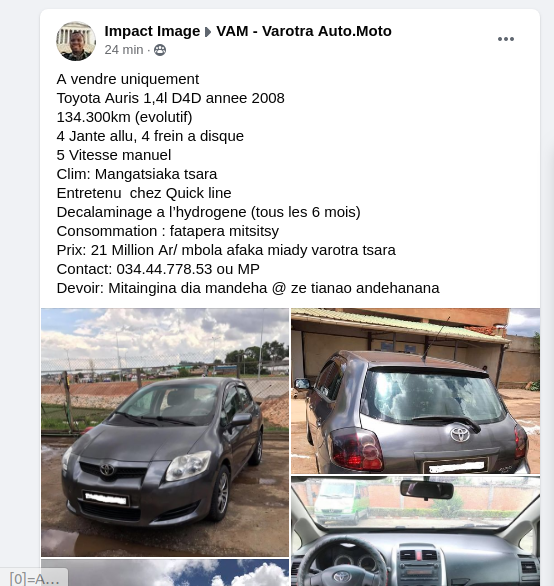 Impact Image VAM - Varotra Auto.Moto
24 min ·
A vendre uniquement
Toyota Auris 1,4l D4D annee 2008
134.300km (evolutif)
4 Jante allu, 4 frein a disque
5 Vitesse manuel
Clim: Mangatsiaka tsara
Entretenu  chez Quick line
Decalaminage a l'hydrogene (tous les 6 mois)
Consommation : fatapera mitsitsy
Prix: 21 Million Ar/ mbola afaka miady varotra tsara
Contact: 034.44.778.53 ou MP
Devoir: Mitaingina dia mandeha @ ze tianao andehanana
[0]=A...